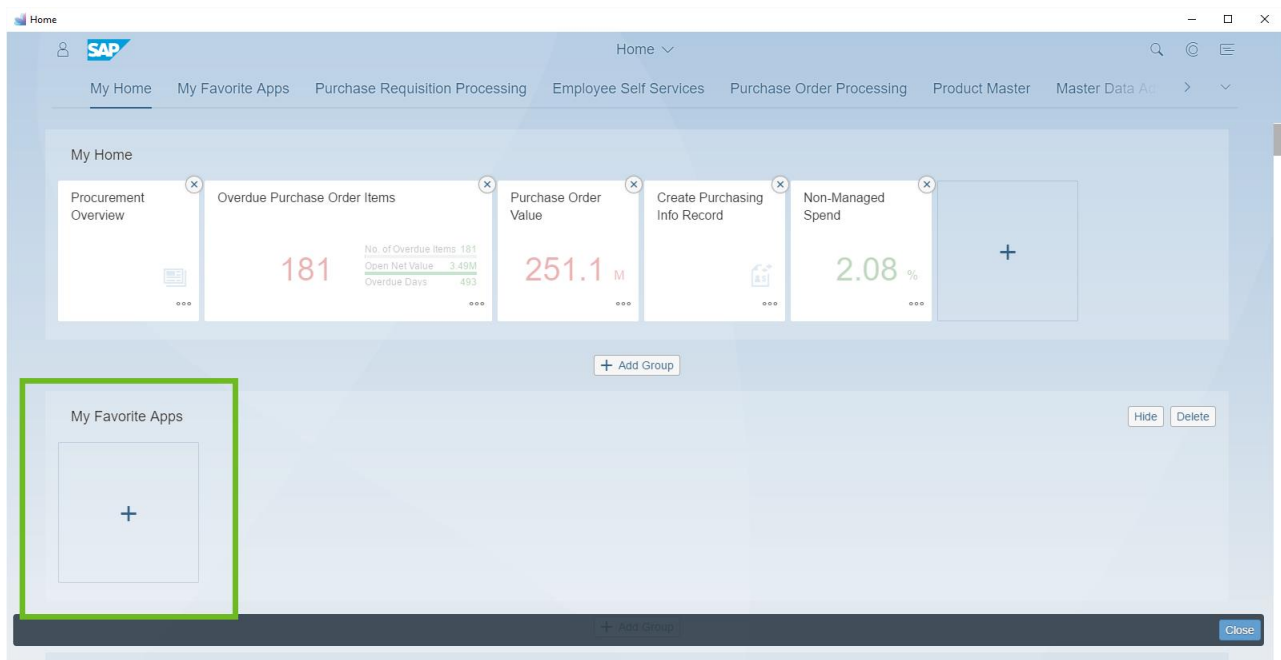 Home
SAP
Home
My Home My Favorite Apps Purchase Requisition Processing Employee Self Services Purchase Order Processing Product Master Master Data Ad
My Home
Procurement
Overview
Overdue Purchase Order Items
181
No. of Overdue Items 181
Open Net Value 3.49M
Overdue Days 493
Purchase Order
Value
251.1 M
Create Purchasing
Info Record
Non-Managed
Spend
2.08 %
+ Add Group
My Favorite Apps
Hide Delete
+ Add Group
Close